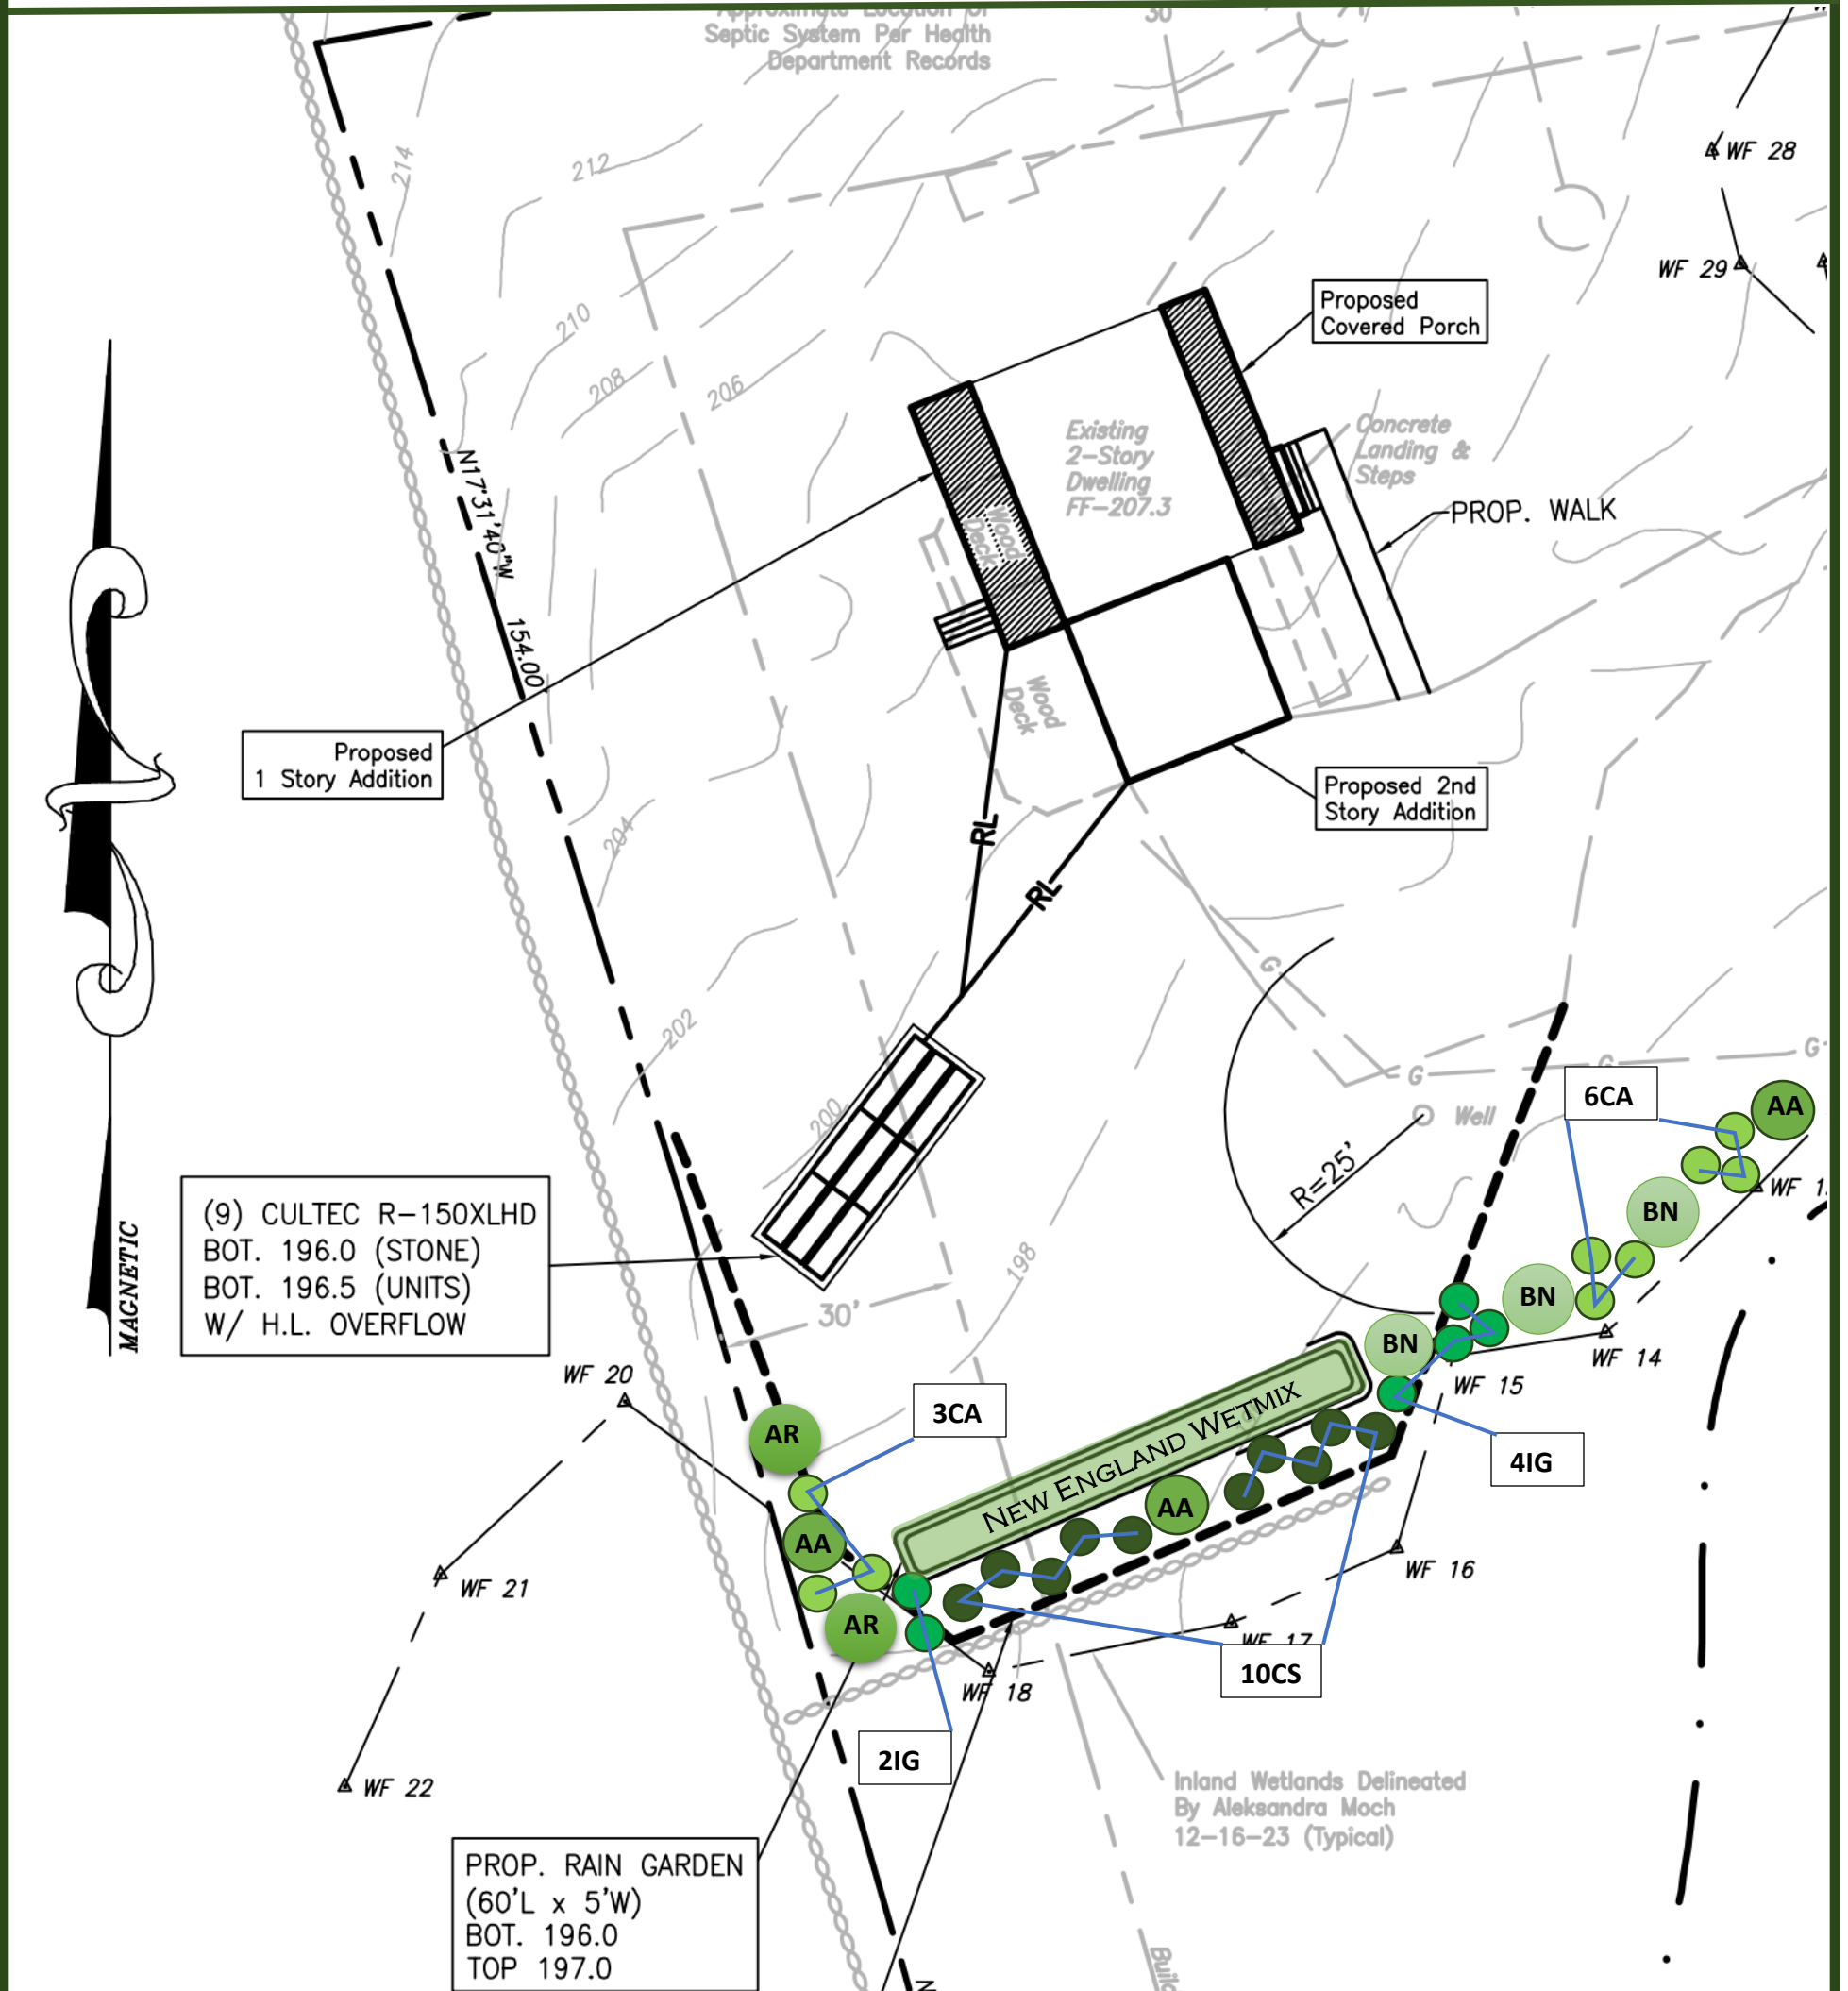 Approximate Location Of
Septic System Per Health
Department Records
30'
WF 28
WF 29
214
212
210
208
206
Proposed
Covered Porch
Existing
2-Story
Dwelling
FF-207.3
Concrete
Landing &
Steps
PROP. WALK
N17°31'40"W
154.00'
Wood
Deck
Wood
Deck
Proposed
1 Story Addition
Proposed 2nd
Story Addition
204
RL
RL
202
200
198
G
G
G
G
Well
R=25'
6CA
AA
WF 1
BN
BN
BN
WF 14
WF 15
(9) CULTEC R-150XLHD
BOT. 196.0 (STONE)
BOT. 196.5 (UNITS)
W/ H.L. OVERFLOW
MAGNETIC
30'
WF 20
3CA
AR
NEW ENGLAND WETMIX
4IG
AA
AA
WF 21
WF 16
AR
WF 17
10CS
WF 18
2IG
WF 22
Inland Wetlands Delineated
By Aleksandra Moch
12-16-23 (Typical)
PROP. RAIN GARDEN
(60'L x 5'W)
BOT. 196.0
TOP 197.0
N
Build